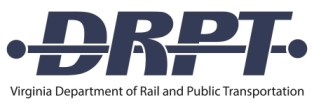 DRPT
Virginia Department of Rail and Public Transportation